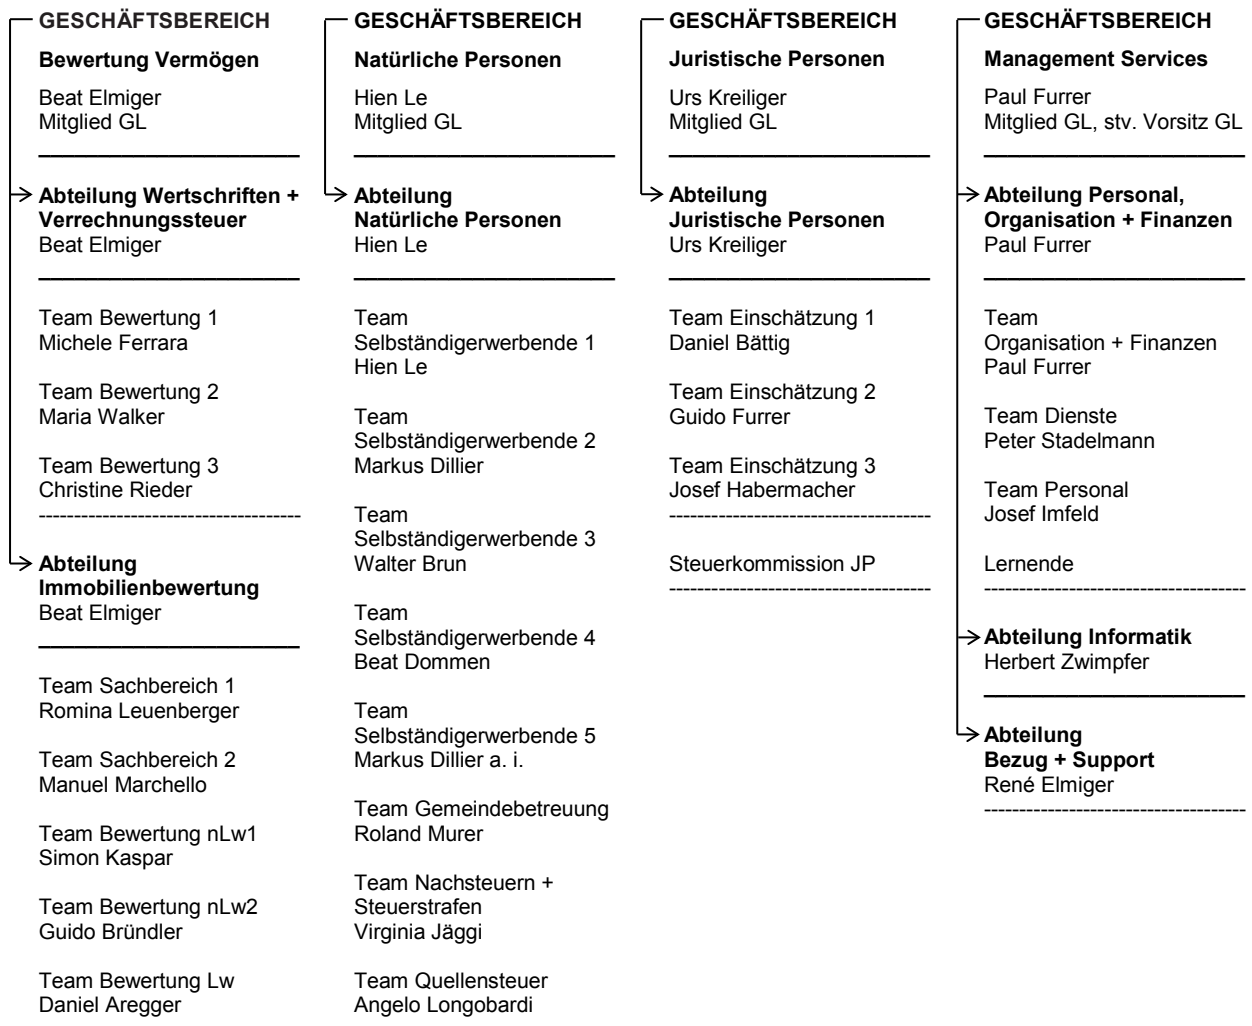 GESCHÄFTSBEREICH
Bewertung Vermögen
Beat Elmiger
Mitglied GL
Abteilung Wertschriften +
Verrechnungssteuer
Beat Elmiger
Team Bewertung 1
Michele Ferrara
Team Bewertung 2
Maria Walker
Team Bewertung 3
Christine Rieder
Abteilung
Immobilienbewertung
Beat Elmiger
Team Sachbereich 1
Romina Leuenberger
Team Sachbereich 2
Manuel Marchello
Team Bewertung nLw1
Simon Kaspar
Team Bewertung nLw2
Guido Bründler
Team Bewertung Lw
Daniel Aregger
GESCHÄFTSBEREICH
Natürliche Personen
Hien Le
Mitglied GL
Abteilung
Natürliche Personen
Hien Le
Team
Selbständigerwerbende 1
Hien Le
Team
Selbständigerwerbende 2
Markus Dillier
Team
Selbständigerwerbende 3
Walter Brun
Team
Selbständigerwerbende 4
Beat Dommen
Team
Selbständigerwerbende 5
Markus Dillier a. i.
Team Gemeindebetreuung
Roland Murer
Team Nachsteuern +
Steuerstrafen
Virginia Jäggi
Team Quellensteuer
Angelo Longobardi
GESCHÄFTSBEREICH
Juristische Personen
Urs Kreiliger
Mitglied GL
Abteilung
Juristische Personen
Urs Kreiliger
Team Einschätzung 1
Daniel Bättig
Team Einschätzung 2
Guido Furrer
Team Einschätzung 3
Josef Habermacher
Steuerkommission JP
GESCHÄFTSBEREICH
Management Services
Paul Furrer
Mitglied GL, stv. Vorsitz GL
Abteilung Personal,
Organisation + Finanzen
Paul Furrer
Team
Organisation + Finanzen
Paul Furrer
Team Dienste
Peter Stadelmann
Team Personal
Josef Imfeld
Lernende
Abteilung Informatik
Herbert Zwimpfer
Abteilung
Bezug + Support
René Elmiger